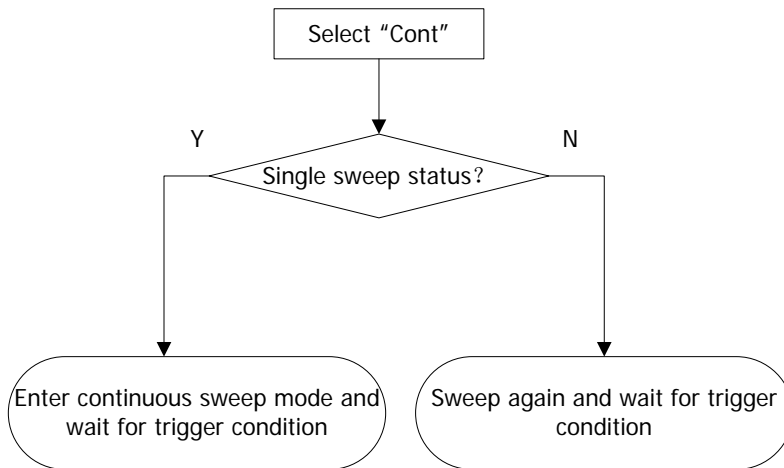 Select “Cont”
Y
N
Single sweep status？
Enter continuous sweep mode and
wait for trigger condition
Sweep again and wait for trigger
condition